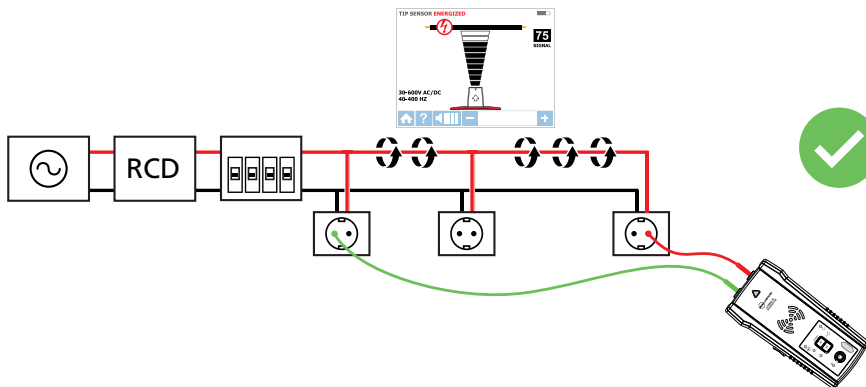 TIP SENSOR ENERGIZED
75
SIGNAL
30-600V AC/DC
40-400 HZ
?
RCD